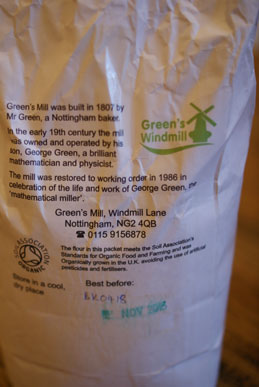 Green's Mill was built in 1807 by
Mr Green, a Nottingham baker.
In the early 19th century the mill
was owned and operated by his
son, George Green, a brilliant
mathematician and physicist.
The mill was restored to working order in 1986 in
celebration of the life and work of George Green, the
'mathematical miller'.
Green's
Windmill
Green's Mill, Windmill Lane
Nottingham, NG2 4QB
☎ 0115 9156878
SOIL ASSOCIATION
ORGANIC
The flour in this packet meets the Soil Association's
Standards for Organic Food and Farming and was
Organically grown in the U.K. avoiding the use of artificial
pesticides and fertilisers.
Store in a cool,
dry place
Best before:
NOV